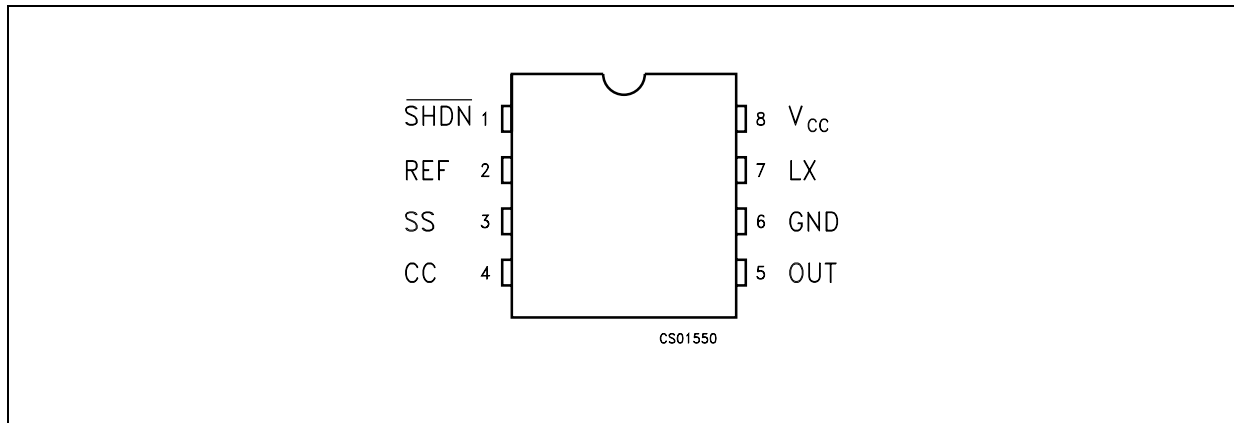 SHDN 1 8 VCC
REF 2 7 LX
SS 3 6 GND
CC 4 5 OUT
CS01550